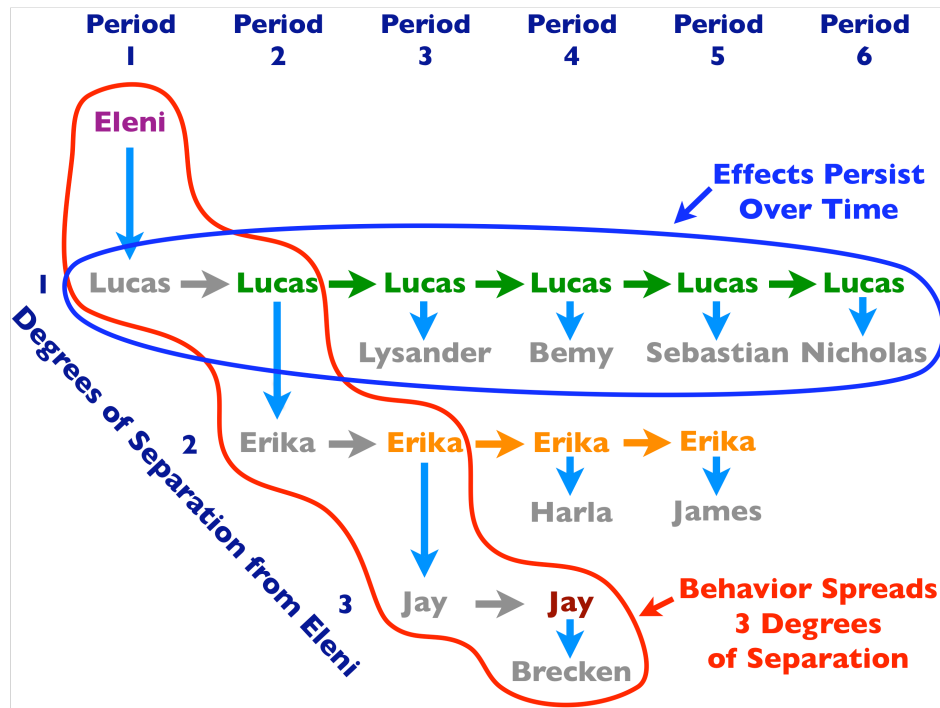 Period Period Period Period Period Period
1 2 3 4 5 6
Eleni
Effects Persist
Over Time
1 Lucas Lucas Lucas Lucas Lucas Lucas
Lysander Bemy Sebastian Nicholas
Degrees of Separation from Eleni
2 Erika Erika Erika Erika
Harla James
3 Jay Jay
Brecken
Behavior Spreads
3 Degrees
of Separation